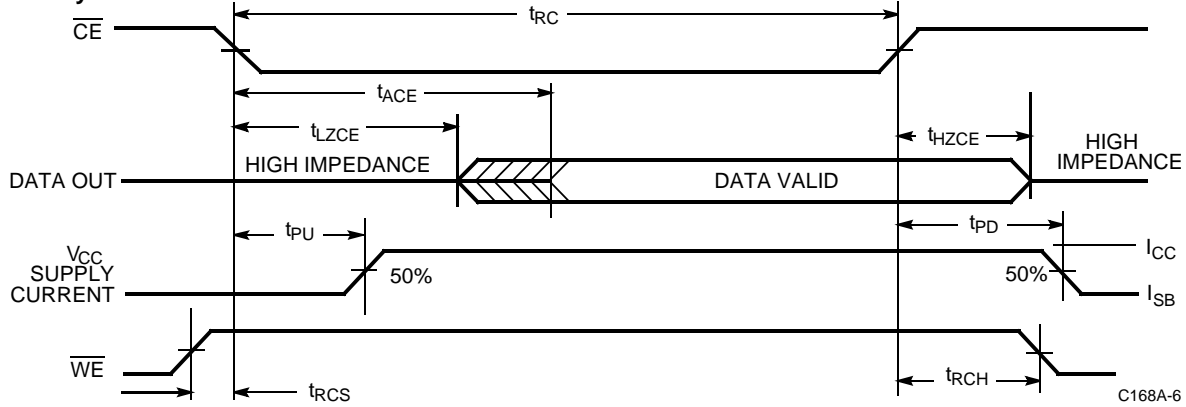 tRC
CE
tACE
tLZCE
tHZCE
HIGH IMPEDANCE
HIGH
IMPEDANCE
DATA OUT
DATA VALID
tPU
tPD
VCC
SUPPLY
CURRENT
50%
50%
ICC
ISB
WE
tRCS
tRCH
C168A-6